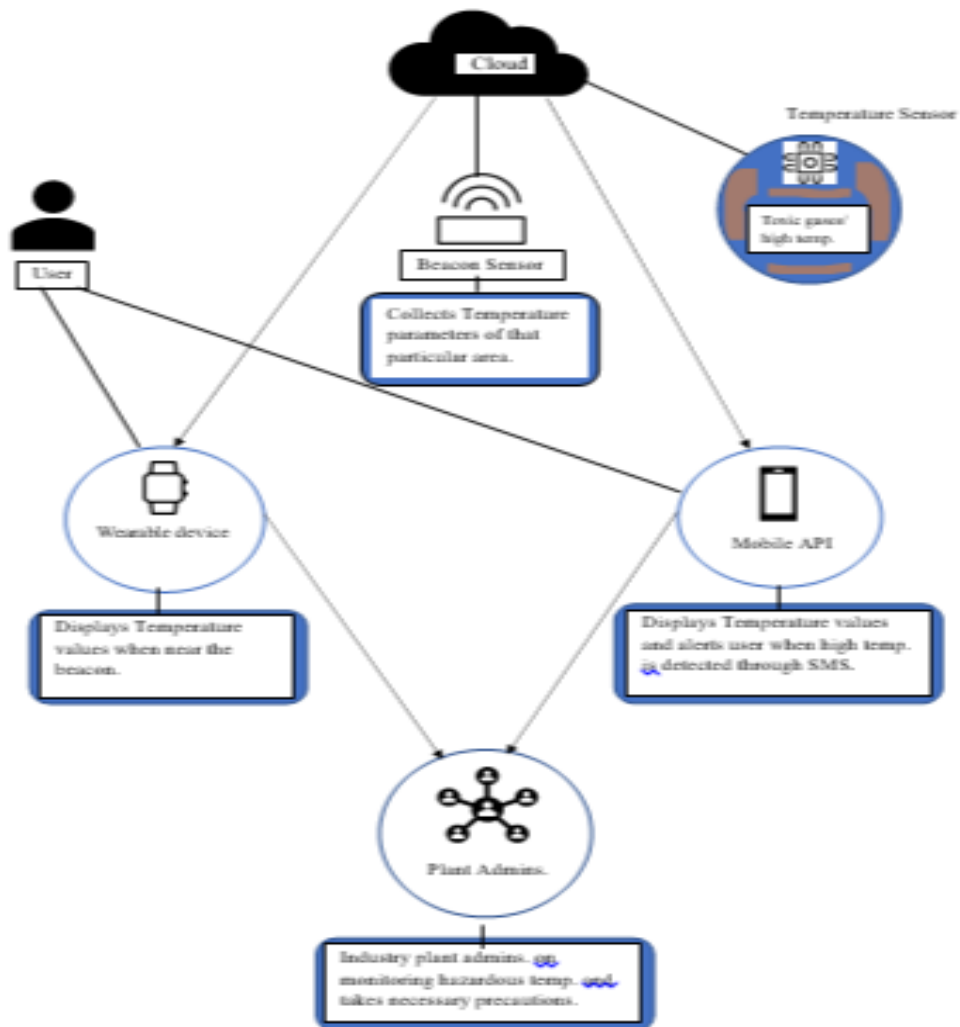 Cloud
Temperature Sensor
Toxic gases/
high temp.
User
Beacon Sensor
Collects Temperature
parameters of that
particular area.
Wearable device
Mobile API
Displays Temperature
values when near the
beacon.
Displays Temperature values
and alerts user when high temp.
is detected through SMS.
Plant Admins.
Industry plant admins. on
monitoring hazardous temp. and
takes necessary precautions.